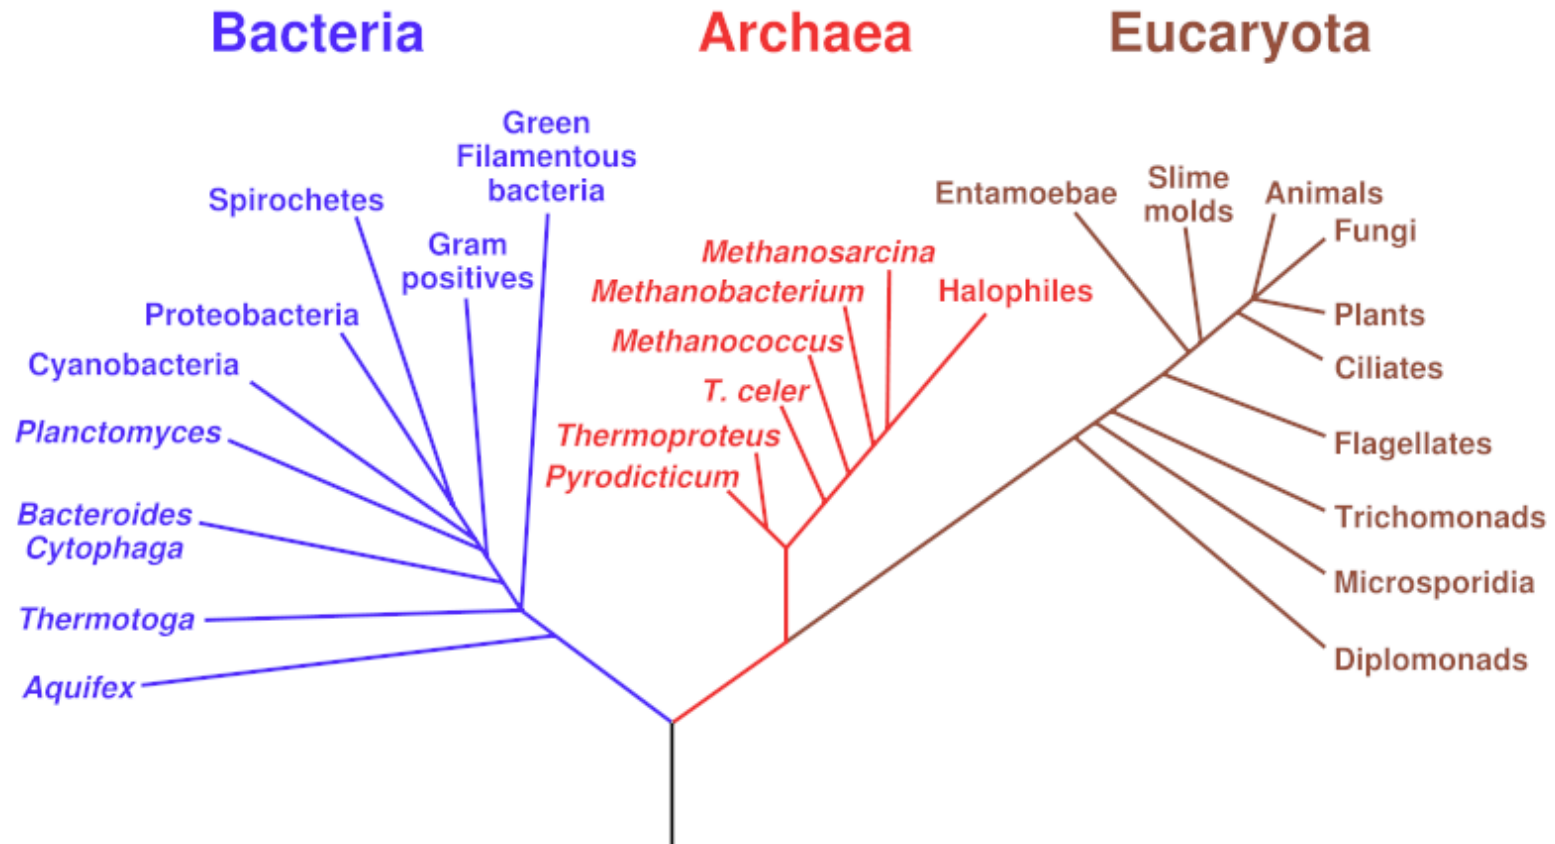 Bacteria
Archaea
Eucaryota
Green
Filamentous
bacteria
Spirochetes
Gram
positives
Proteobacteria
Cyanobacteria
Planctomyces
Bacteroides
Cytophaga
Thermotoga
Aquifex
Methanosarcina
Methanobacterium
Halophiles
Methanococcus
T. celer
Thermoproteus
Pyrodicticum
Entamoebae
Slime
molds
Animals
Fungi
Plants
Ciliates
Flagellates
Trichomonads
Microsporidia
Diplomonads